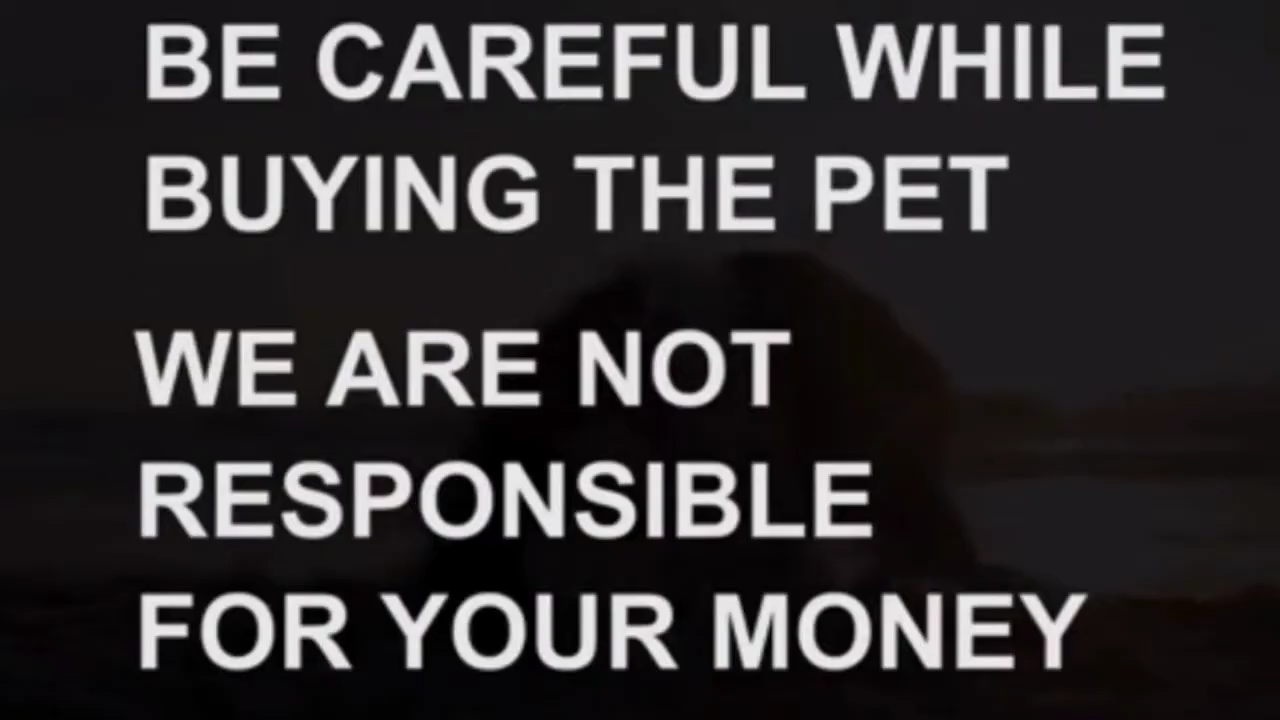 BE CAREFUL WHILE
BUYING THE PET
WE ARE NOT
RESPONSIBLE
FOR YOUR MONEY